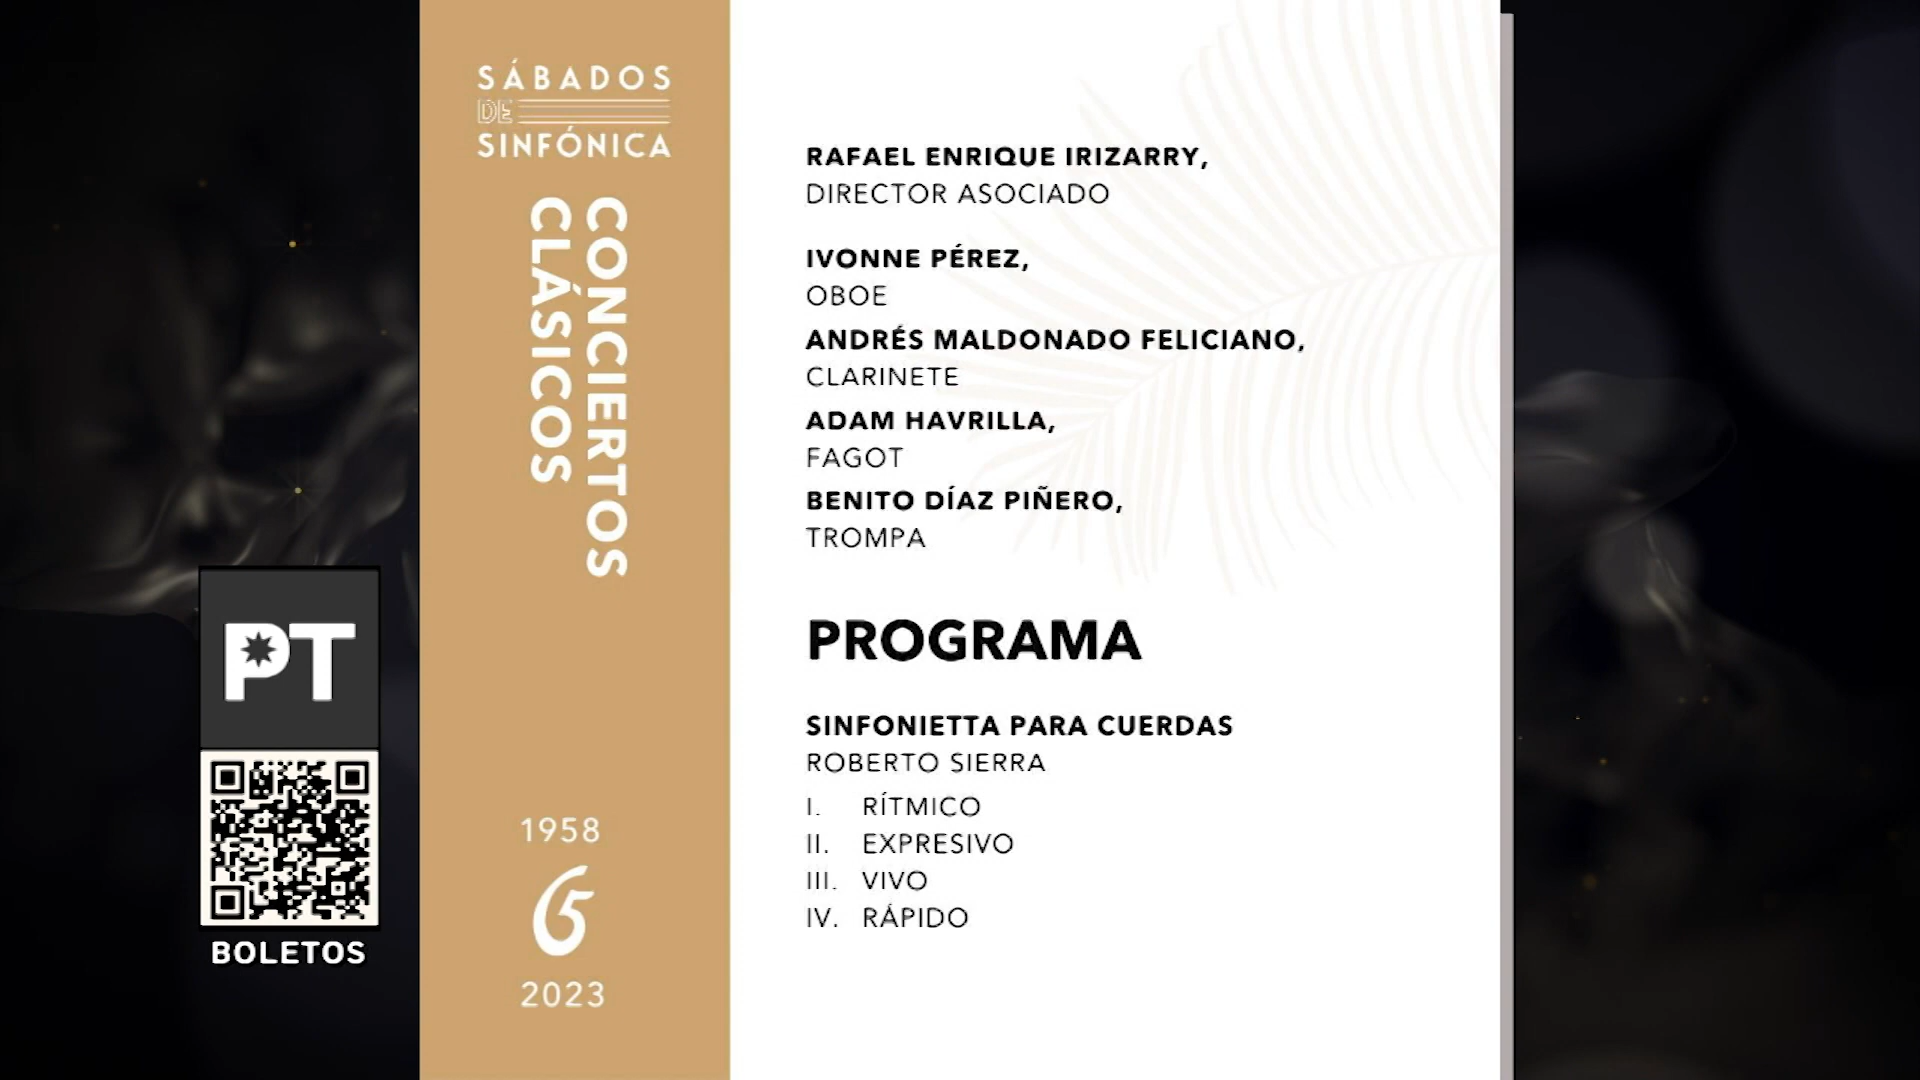 SÁBADOS
DE
SINFÓNICA
CONCIERTOS
CLÁSICOS
1958
65
2023
PT
BOLETOS
RAFAEL ENRIQUE IRIZARRY,
DIRECTOR ASOCIADO
IVONNE PÉREZ,
OBOE
ANDRÉS MALDONADO FELICIANO,
CLARINETE
ADAM HAVRILLA,
FAGOT
BENITO DÍAZ PIÑERO,
TROMPA
PROGRAMA
SINFONIETTA PARA CUERDAS
ROBERTO SIERRA
I. RÍTMICO
II. EXPRESIVO
III. VIVO
IV. RÁPIDO